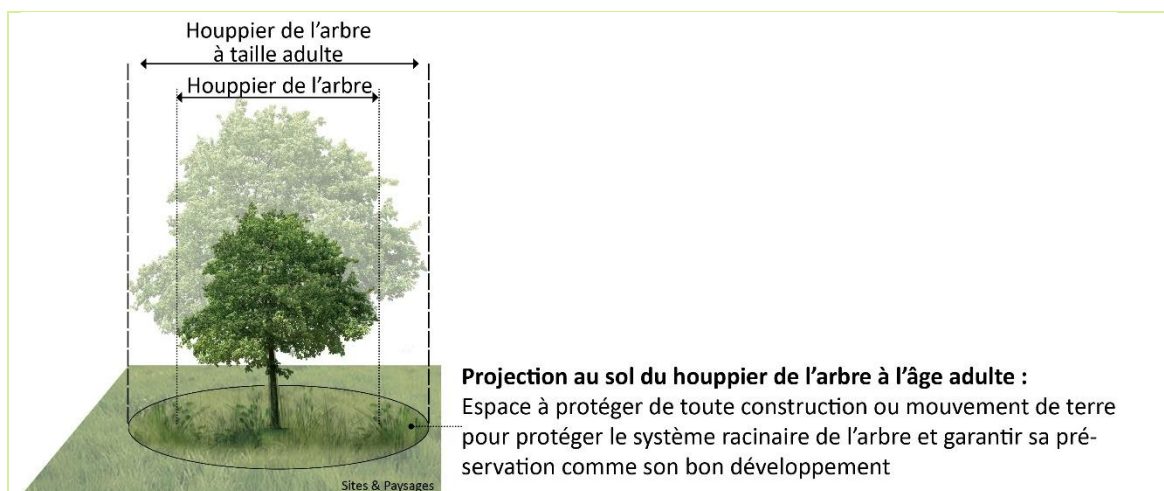 Houppier de l’arbre
à taille adulte
Houppier de l’arbre
Projection au sol du houppier de l’arbre à l’âge adulte :
Espace à protéger de toute construction ou mouvement de terre
pour protéger le système racinaire de l’arbre et garantir sa pré-
servation comme son bon développement
Sites & Paysages